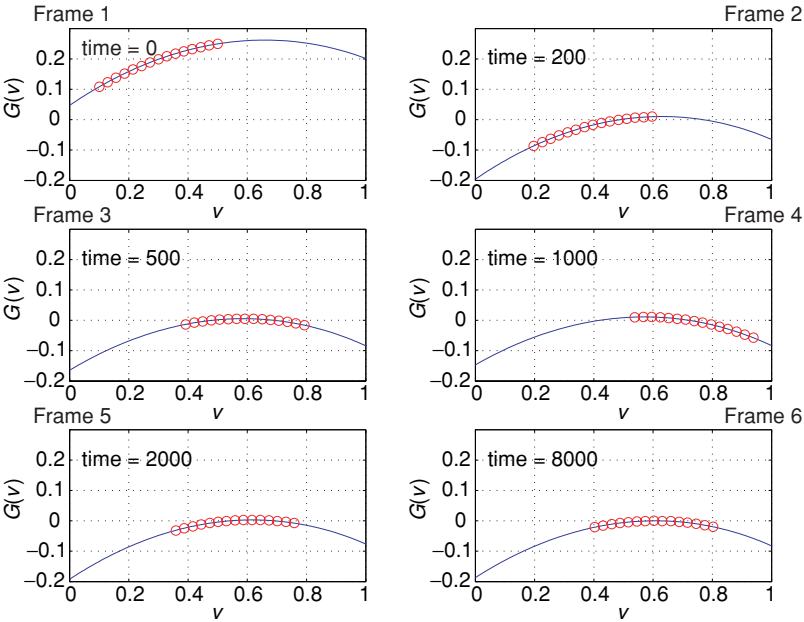 Frame 1
Frame 2
time = 0
time = 200
G(v)
0.2
0.1
0
−0.1
−0.2
0 0.2 0.4 0.6 0.8 1
v
G(v)
0.2
0.1
0
−0.1
−0.2
0 0.2 0.4 0.6 0.8 1
v
Frame 3
Frame 4
time = 500
time = 1000
G(v)
0.2
0.1
0
−0.1
−0.2
0 0.2 0.4 0.6 0.8 1
v
G(v)
0.2
0.1
0
−0.1
−0.2
0 0.2 0.4 0.6 0.8 1
v
Frame 5
Frame 6
time = 2000
time = 8000
G(v)
0.2
0.1
0
−0.1
−0.2
0 0.2 0.4 0.6 0.8 1
v
G(v)
0.2
0.1
0
−0.1
−0.2
0 0.2 0.4 0.6 0.8 1
v